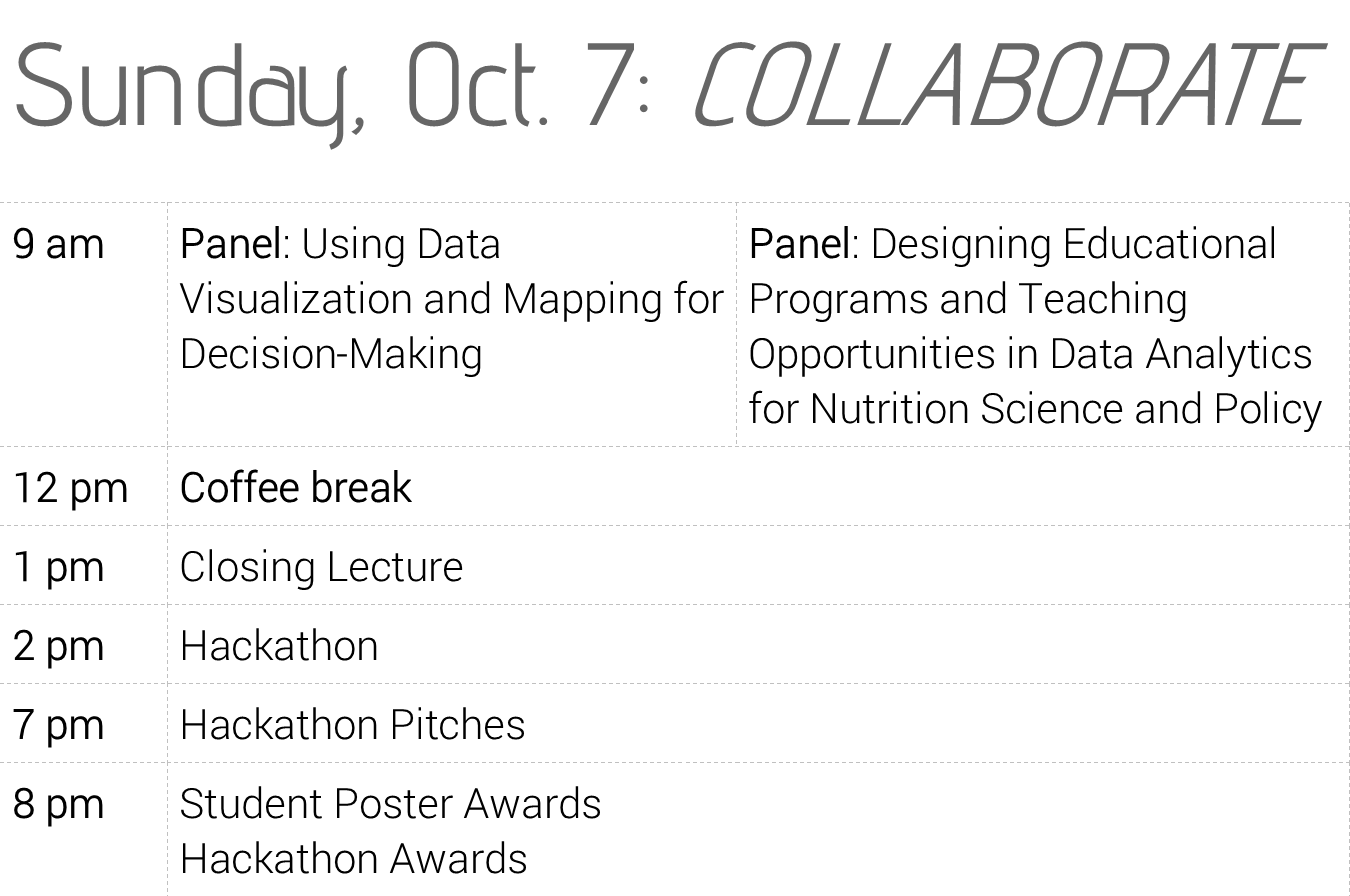 Sunday, Oct. 7: COLLABORATE
9 am
Panel: Using Data
Visualization and Mapping for
Decision-Making
Panel: Designing Educational
Programs and Teaching
Opportunities in Data Analytics
for Nutrition Science and Policy
12 pm
Coffee break
1 pm
Closing Lecture
2 pm
Hackathon
7 pm
Hackathon Pitches
8 pm
Student Poster Awards
Hackathon Awards